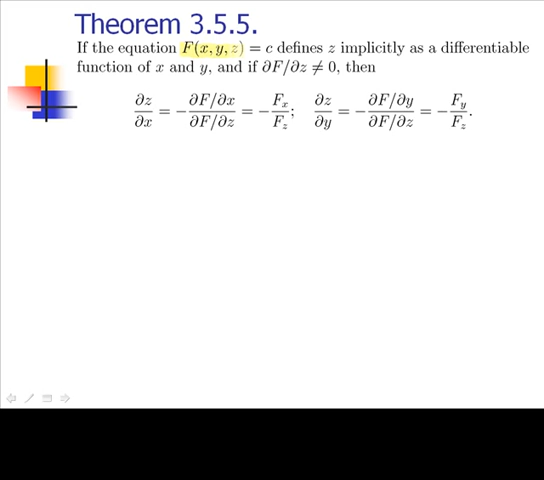 Theorem 3.5.5.
If the equation F(x, y, z) = c defines z implicitly as a differentiable
function of x and y, and if ∂F/∂z ≠ 0, then
∂z/∂x = −(∂F/∂x)/(∂F/∂z) = −F_x/F_z; ∂z/∂y = −(∂F/∂y)/(∂F/∂z) = −F_y/F_z.